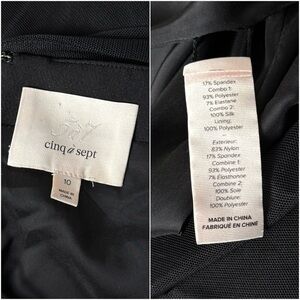 cinq à sept
10
MADE IN
CHINA
17% Spandex
Combo 1:
93% Polyester
7% Elastane
Combo 2:
100% Silk
Lining:
100% Polyester
Exterieur:
83% Nylon
17% Spandex
Combine 1:
93% Polyester
7% Elasthanne
Combine 2:
100% Soie
Doublure:
100% Polyester
MADE IN CHINA
FABRIQUÉ EN CHINE